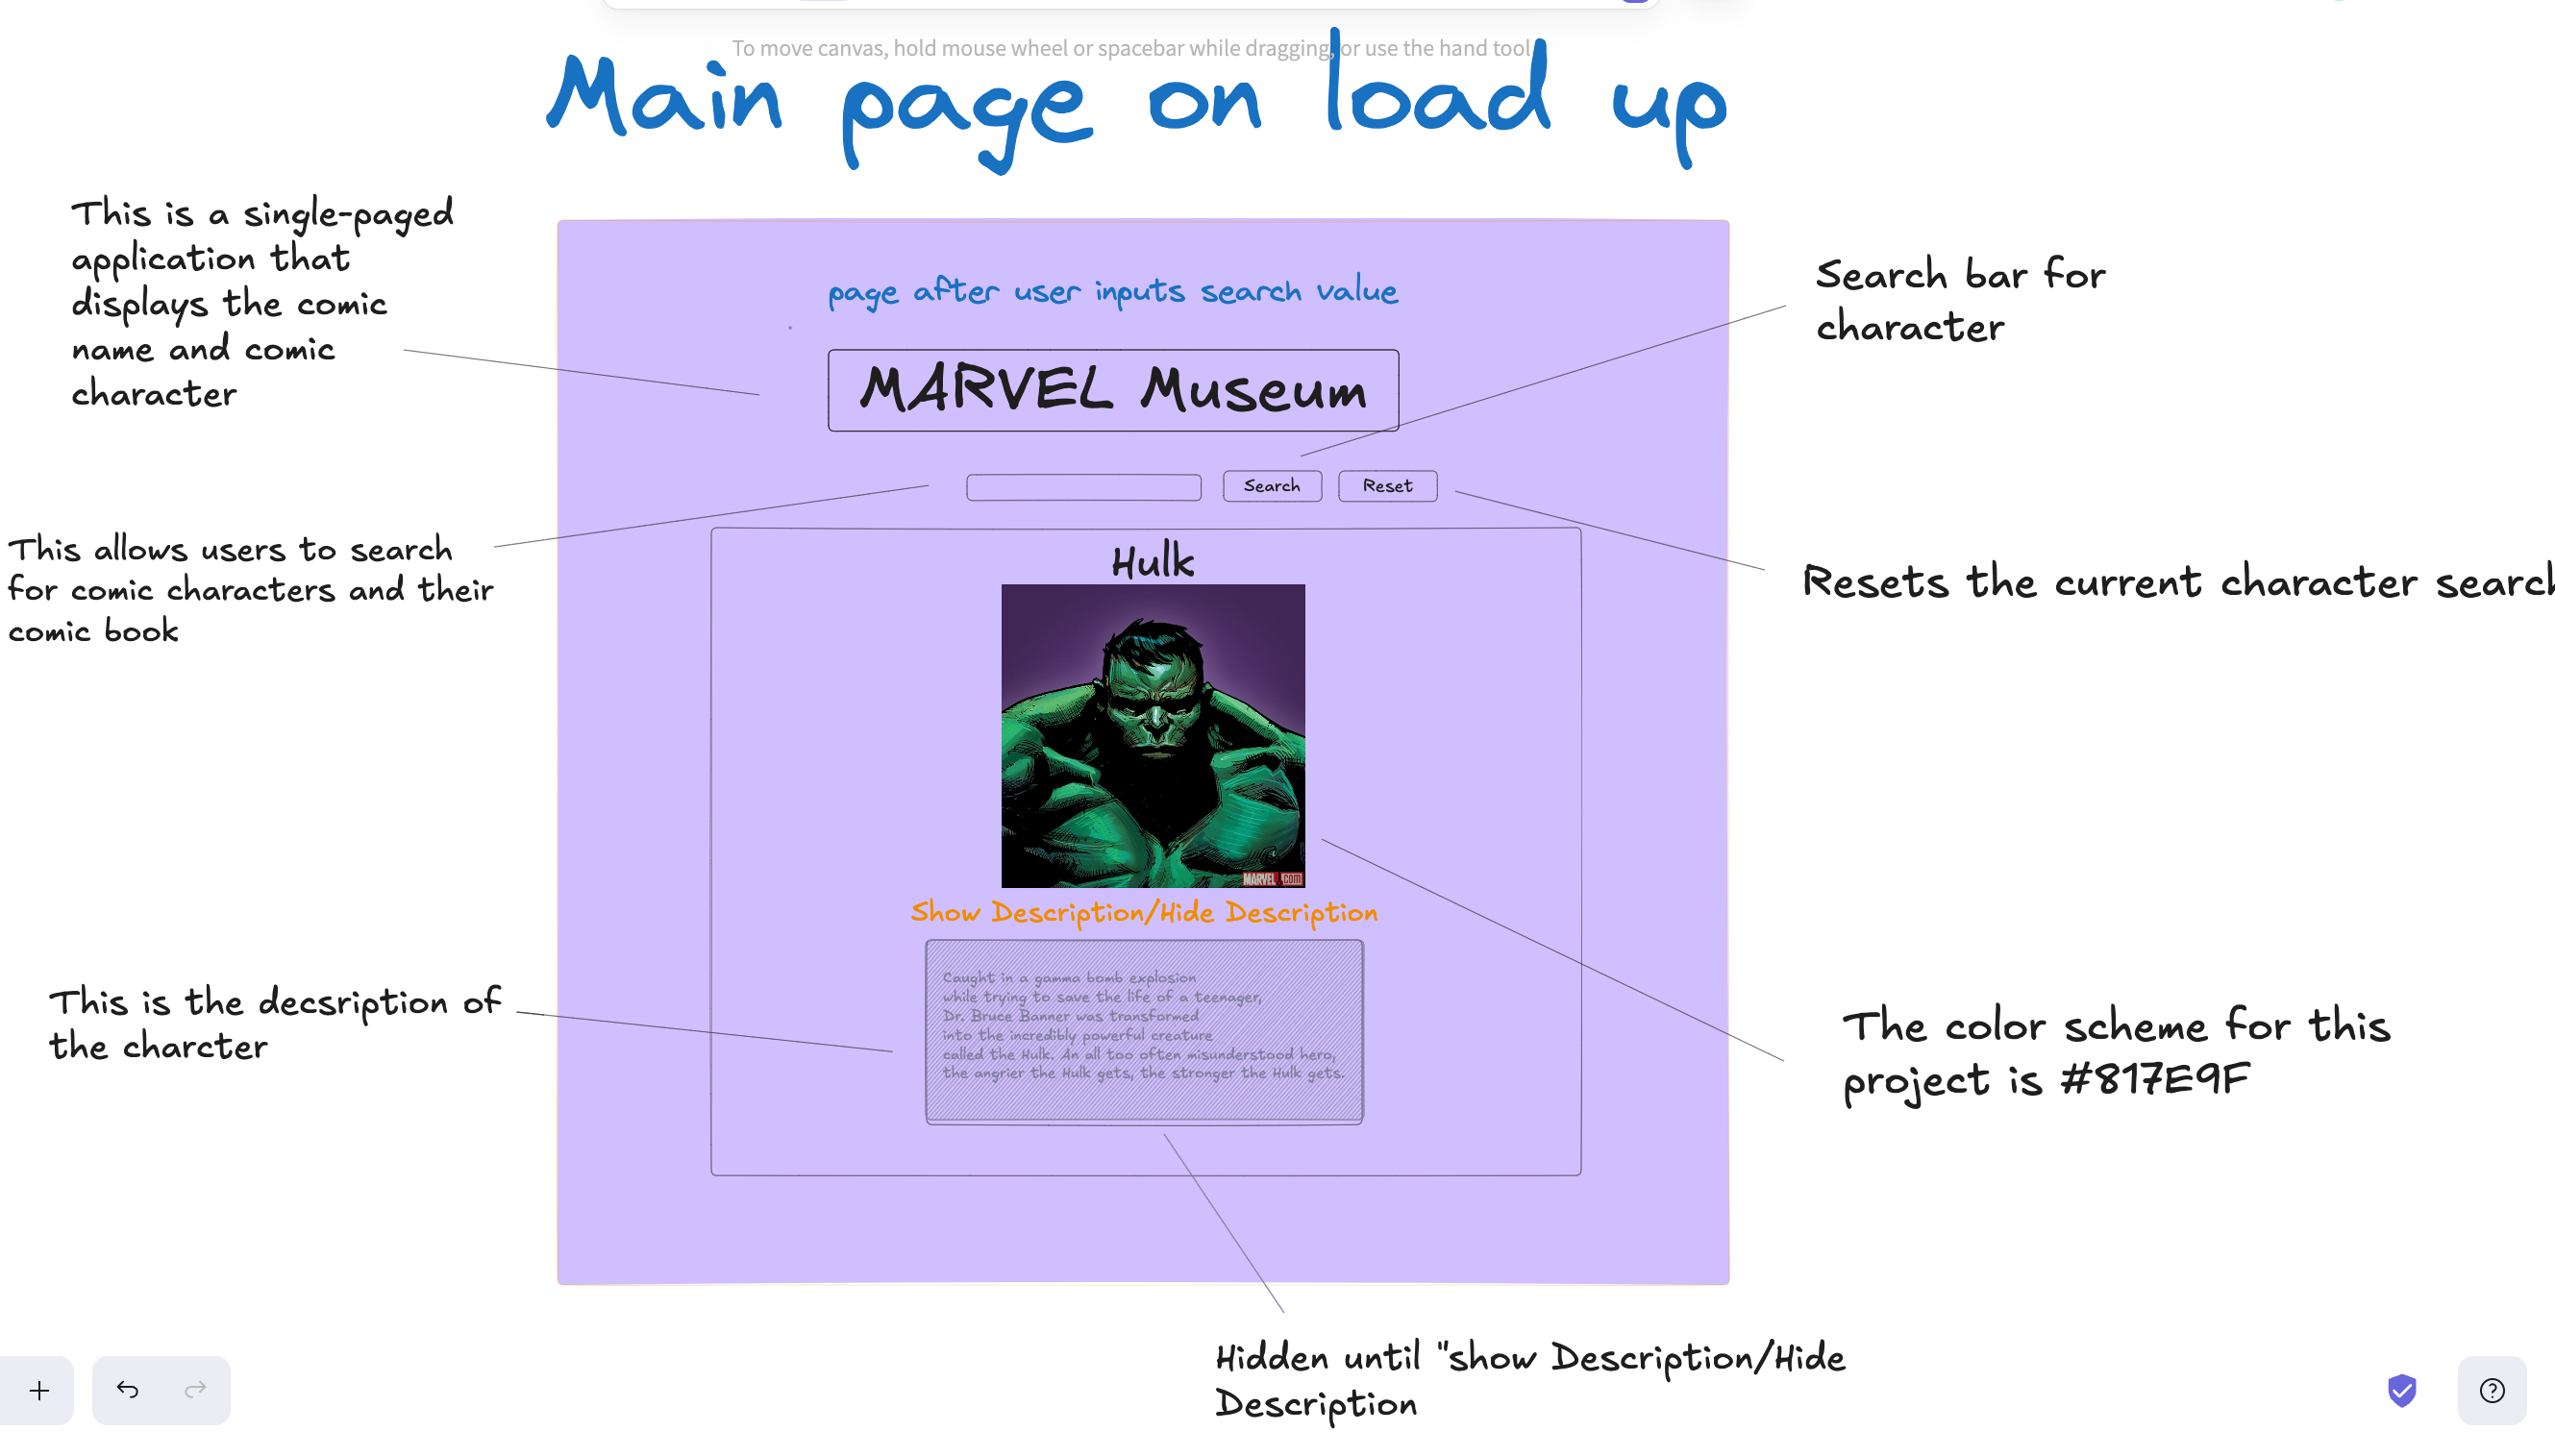 To move canvas, hold mouse wheel or spacebar while dragging, or use the hand tool
Main page on load up
This is a single-paged
application that
displays the comic
name and comic
character
page after user inputs search value
Search bar for
character
MARVEL Museum
Search
Reset
This allows users to search
for comic characters and their
comic book
Hulk
Resets the current character search
MARVEL.com
Show Description/Hide Description
Caught in a gamma bomb explosion
while trying to save the life of a teenager,
Dr. Bruce Banner was transformed
into the incredibly powerful creature
called the Hulk. An all too often misunderstood hero,
the angrier the Hulk gets, the stronger the Hulk gets.
This is the decsription of
the charcter
The color scheme for this
project is #817E9F
Hidden until "show Description/Hide
Description